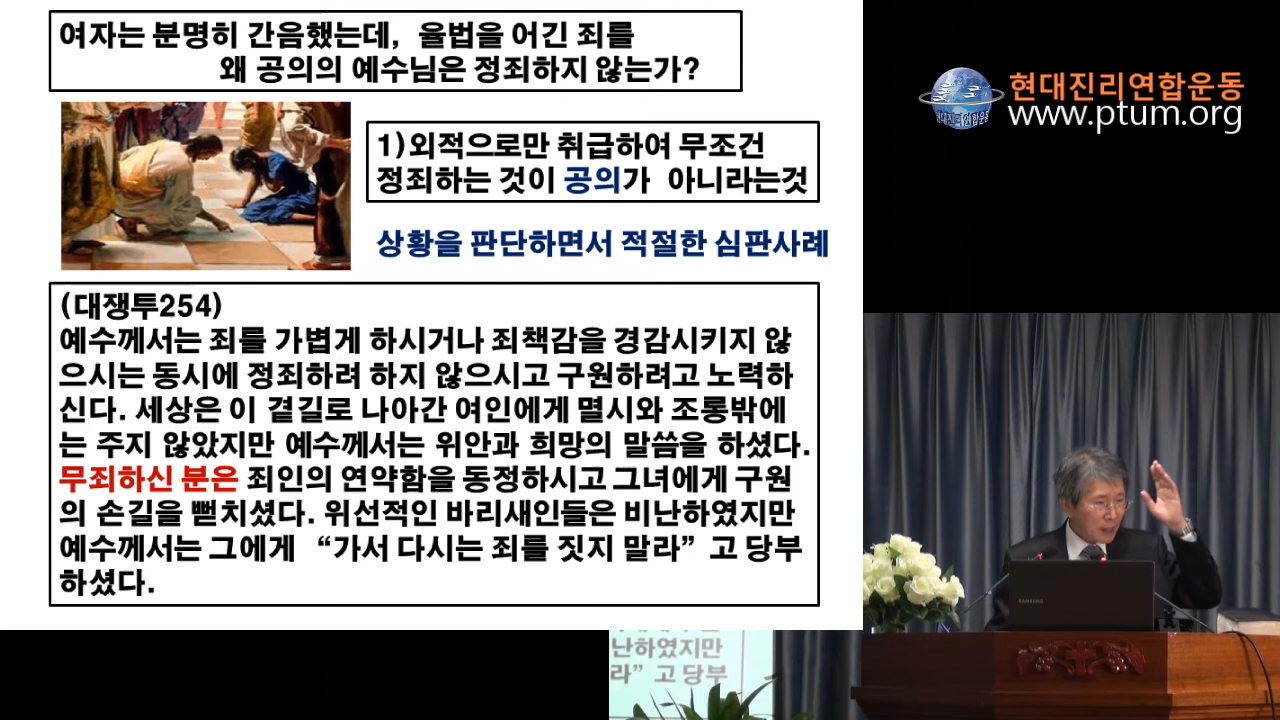 여자는 분명히 간음했는데, 율법을 어긴 죄를
왜 공의의 예수님은 정죄하지 않는가?
1)외적으로만 취급하여 무조건
정죄하는 것이 공의가 아니라는것
상황을 판단하면서 적절한 심판사례
(대쟁투254)
예수께서는 죄를 가볍게 하시거나 죄책감을 경감시키지 않
으시는 동시에 정죄하려 하지 않으시고 구원하려고 노력하
신다. 세상은 이 곁길로 나아간 여인에게 멸시와 조롱밖에
는 주지 않았지만 예수께서는 위안과 희망의 말씀을 하셨다.
무죄하신 분은 죄인의 연약함을 동정하시고 그녀에게 구원
의 손길을 뻗치셨다. 위선적인 바리새인들은 비난하였지만
예수께서는 그에게 “가서 다시는 죄를 짓지 말라” 고 당부
하셨다.
현대진리연합운동
www.ptum.org
현대진리연합운동
SAMSUNG
난하였지만
라” 고 당부